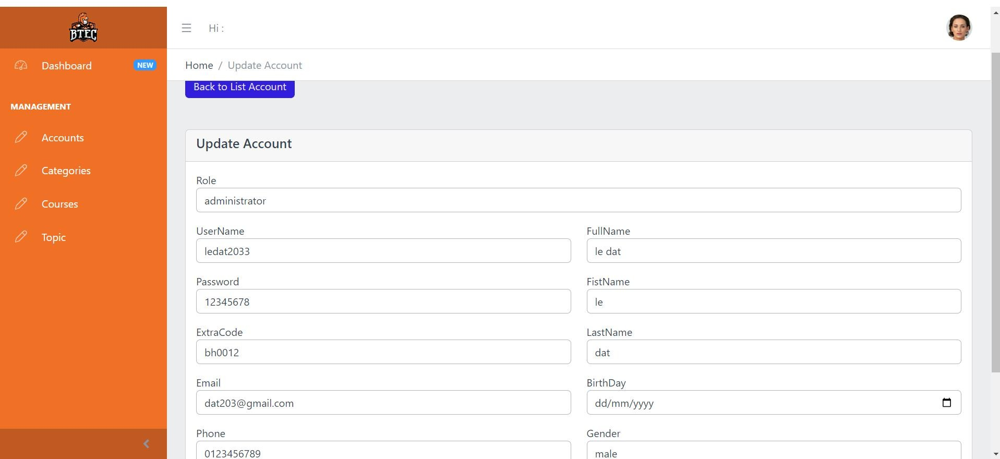 BTEC
Hi :
Dashboard NEW
Home / Update Account
Back to List Account
MANAGEMENT
Accounts
Categories
Courses
Topic
Update Account
Role
administrator
UserName FullName
ledat2033 le dat
Password FistName
12345678 le
ExtraCode LastName
bh0012 dat
Email BirthDay
dat203@gmail.com dd/mm/yyyy
Phone Gender
0123456789 male